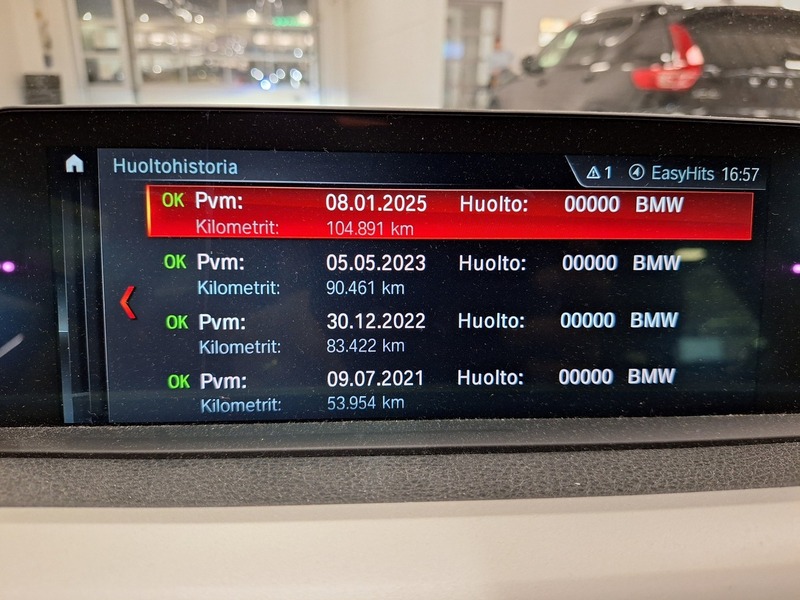 Huoltohistoria 1 EasyHits 16:57
OK Pvm: 08.01.2025 Huolto: 00000 BMW
Kilometrit: 104.891 km
OK Pvm: 05.05.2023 Huolto: 00000 BMW
Kilometrit: 90.461 km
OK Pvm: 30.12.2022 Huolto: 00000 BMW
Kilometrit: 83.422 km
OK Pvm: 09.07.2021 Huolto: 00000 BMW
Kilometrit: 53.954 km